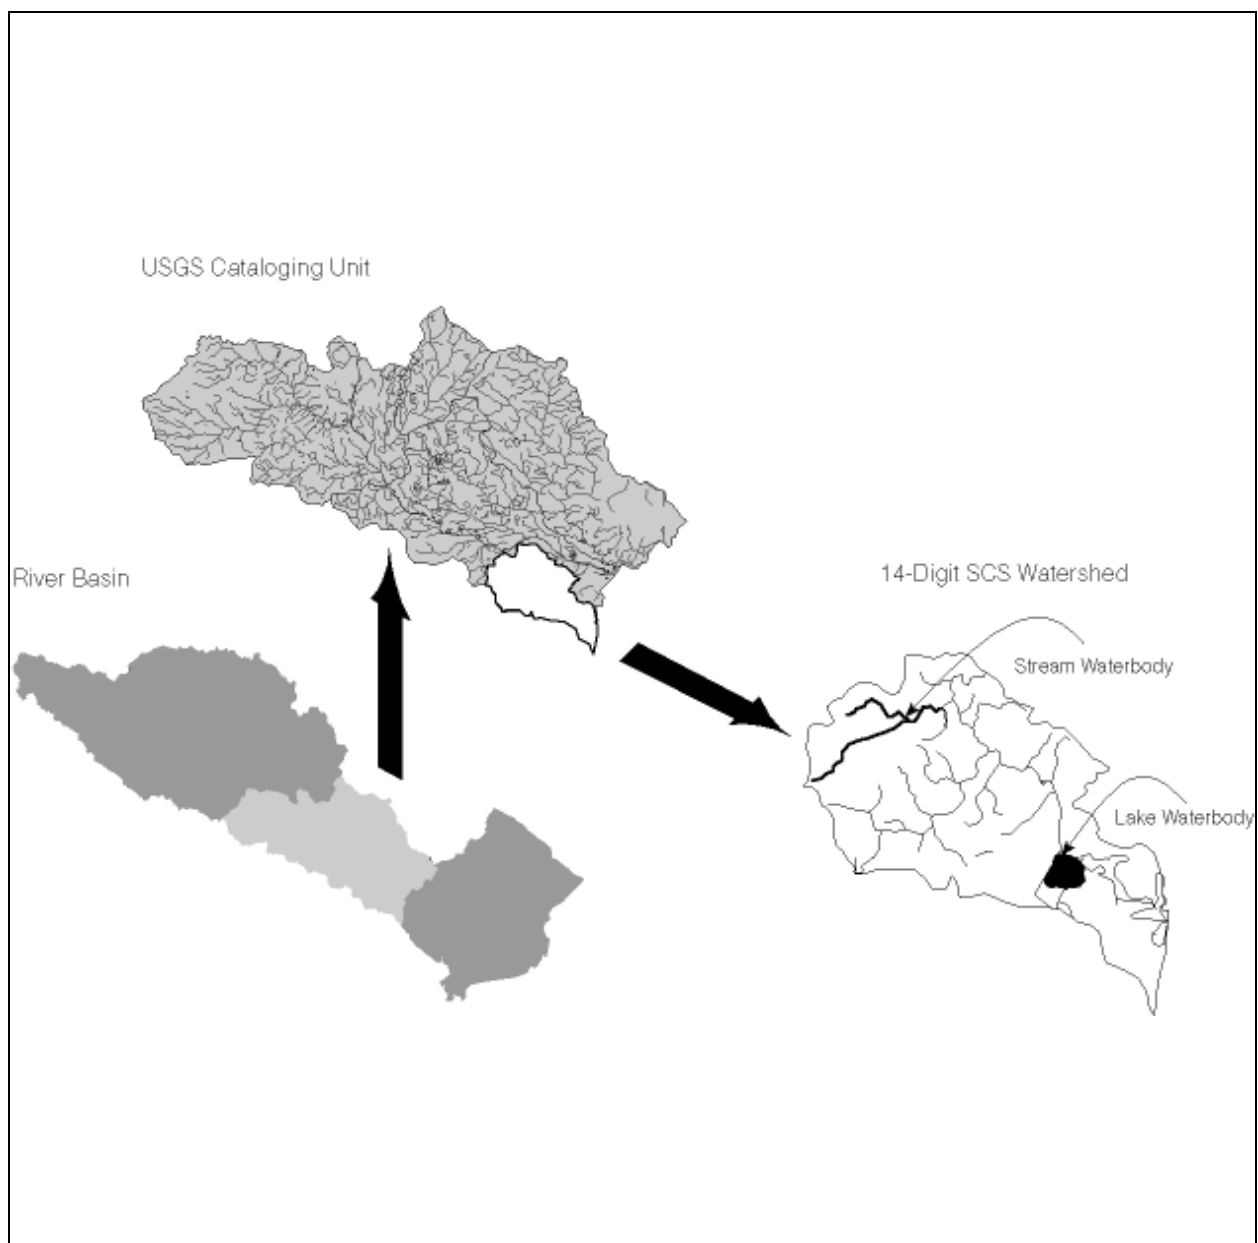 USGS Cataloging Unit
River Basin
14-Digit SCS Watershed
Stream Waterbody
Lake Waterbody